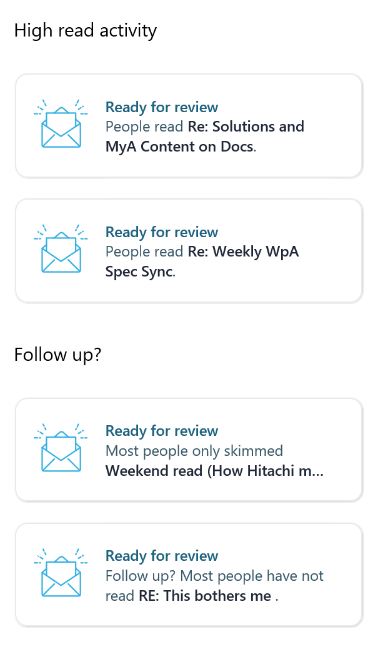 High read activity
Ready for review
People read Re: Solutions and
MyA Content on Docs.
Ready for review
People read Re: Weekly WpA
Spec Sync.
Follow up?
Ready for review
Most people only skimmed
Weekend read (How Hitachi m...
Ready for review
Follow up? Most people have not
read RE: This bothers me .